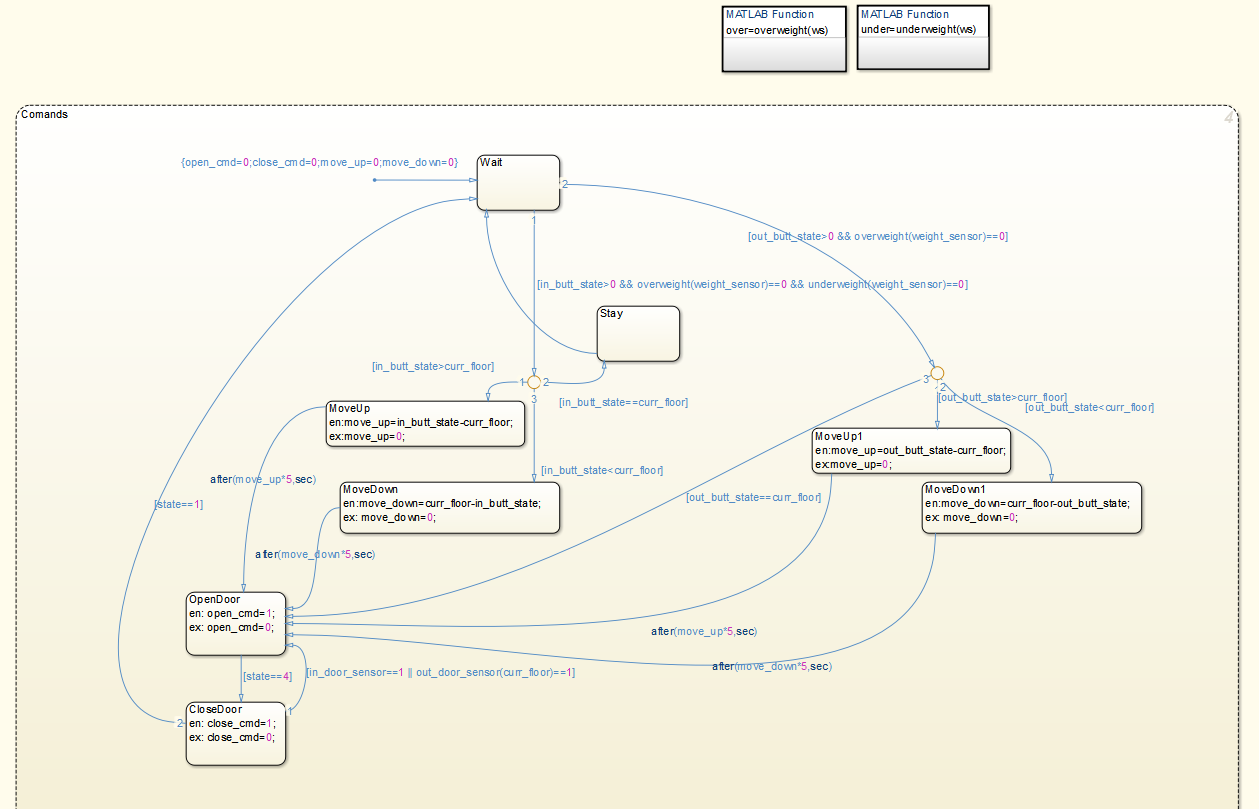 MATLAB Function
over=overweight(ws)
MATLAB Function
under=underweight(ws)
Comands
4
{open_cmd=0;close_cmd=0;move_up=0;move_down=0}
Wait
2
1
[out_butt_state>0 && overweight(weight_sensor)==0]
[in_butt_state>0 && overweight(weight_sensor)==0 && underweight(weight_sensor)==0]
Stay
[in_butt_state>curr_floor]
1
2
3
[in_butt_state==curr_floor]
3
2
[out_butt_state>curr_floor]
[out_butt_state<curr_floor]
MoveUp
en:move_up=in_butt_state-curr_floor;
ex:move_up=0;
MoveUp1
en:move_up=out_butt_state-curr_floor;
ex:move_up=0;
[in_butt_state<curr_floor]
after(move_up*5,sec)
MoveDown
en:move_down=curr_floor-in_butt_state;
ex: move_down=0;
[out_butt_state==curr_floor]
MoveDown1
en:move_down=curr_floor-out_butt_state;
ex: move_down=0;
[state==1]
after(move_down*5,sec)
OpenDoor
en: open_cmd=1;
ex: open_cmd=0;
after(move_up*5,sec)
after(move_down*5,sec)
[state==4]
[in_door_sensor==1 || out_door_sensor(curr_floor)==1]
CloseDoor
en: close_cmd=1;
ex: close_cmd=0;
1
2